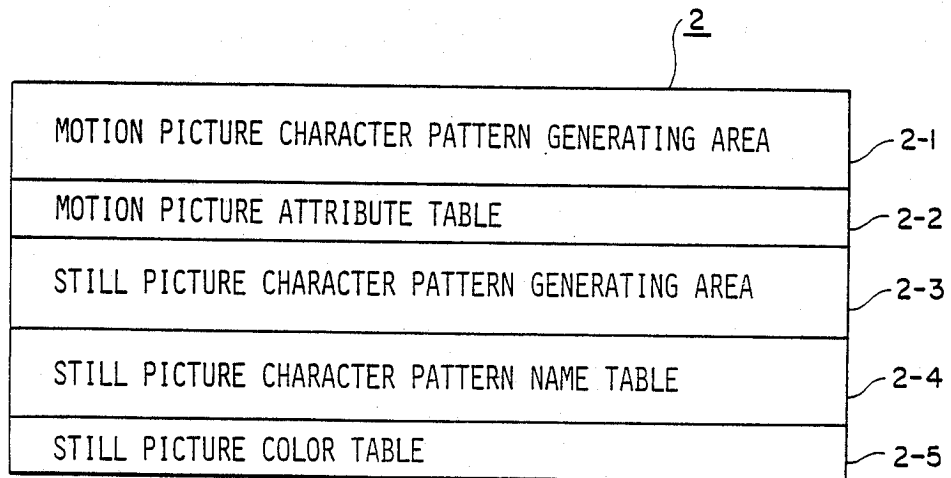 2
MOTION PICTURE CHARACTER PATTERN GENERATING AREA
2-1
MOTION PICTURE ATTRIBUTE TABLE
2-2
STILL PICTURE CHARACTER PATTERN GENERATING AREA
2-3
STILL PICTURE CHARACTER PATTERN NAME TABLE
2-4
STILL PICTURE COLOR TABLE
2-5